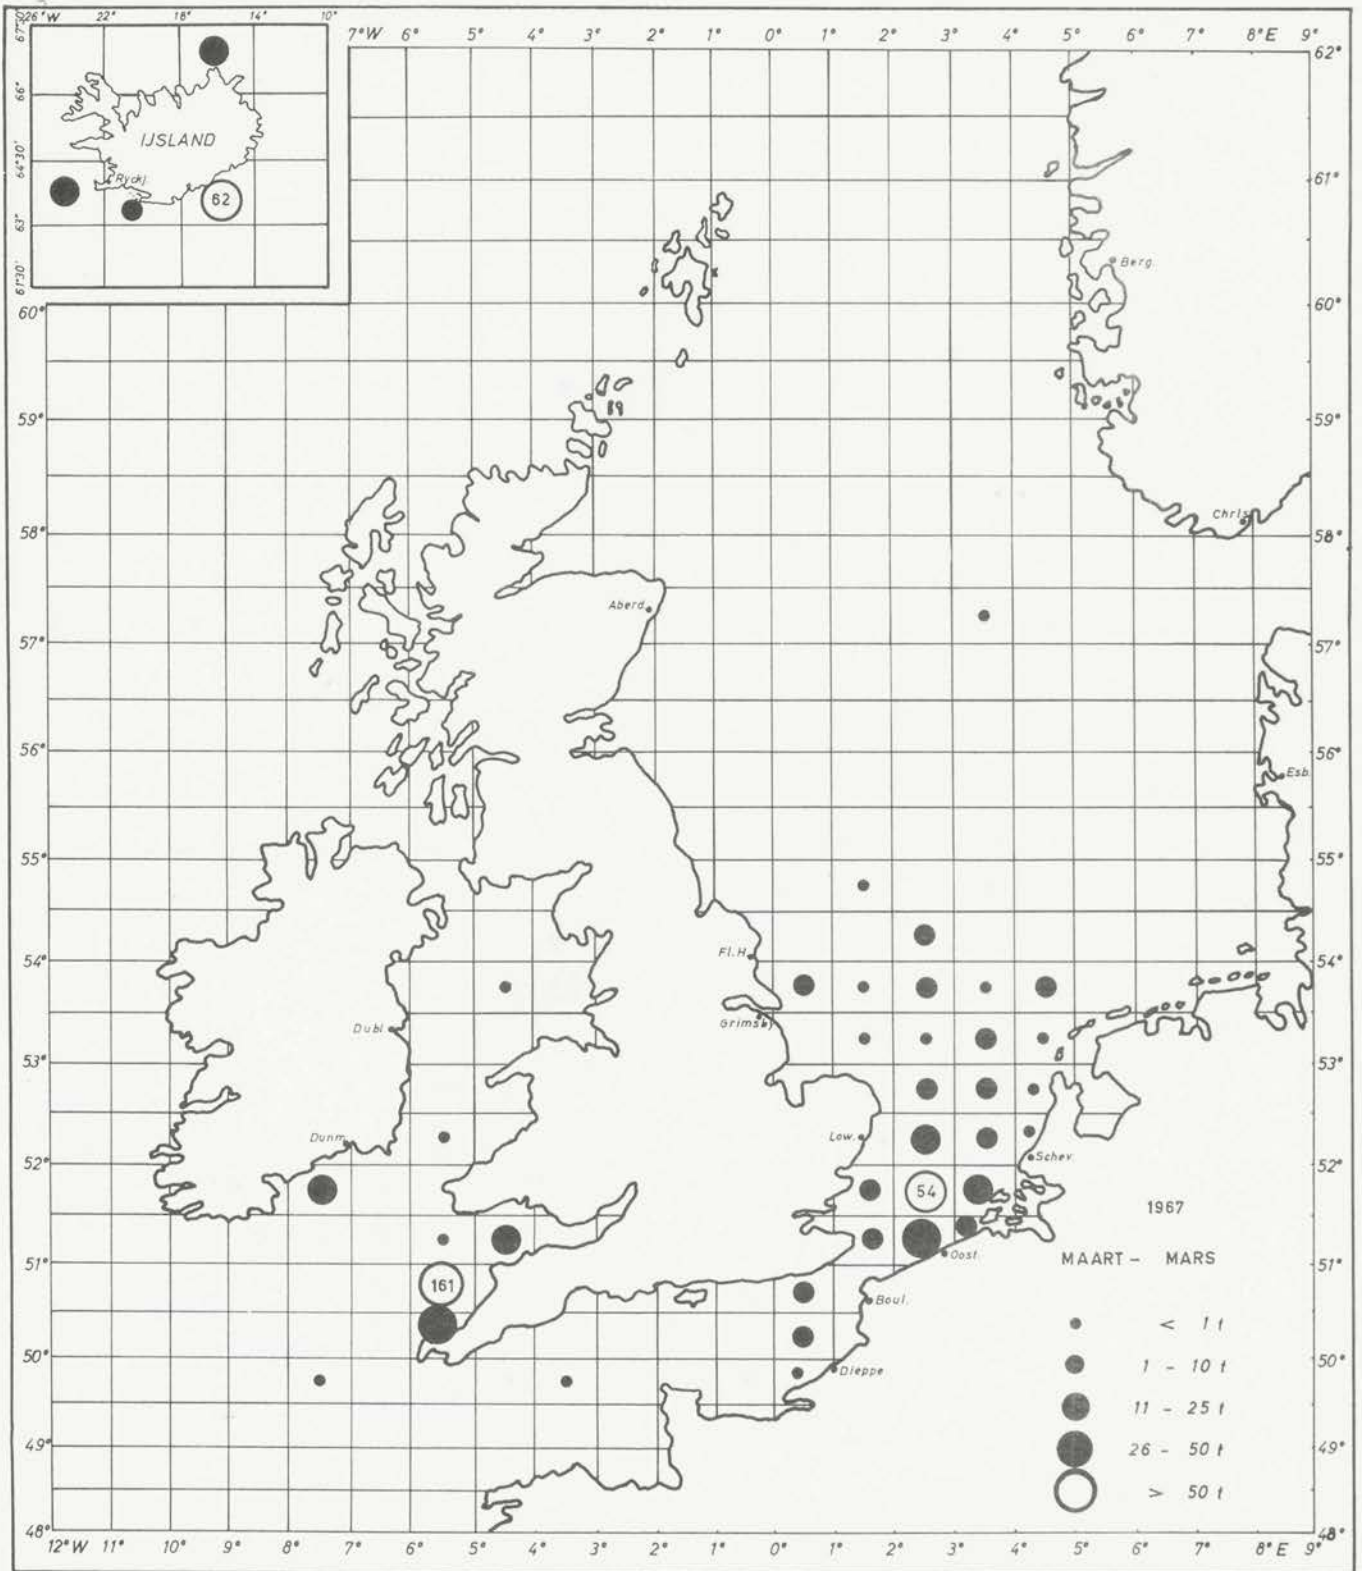 26°W 22° 18° 14° 10°
67°30'
66°
64°30'
63°
61°30'
IJSLAND
Ryckj.
62
7°W 6° 5° 4° 3° 2° 1° 0° 1° 2° 3° 4° 5° 6° 7° 8°E 9°
62°
61°
60° 60°
Berg.
59° 59°
Chrls
58° 58°
Aberd.
57° 57°
56° 56°
Esb.
55° 55°
54° 54°
Fl.H.
Grimsb.
Dubl.
53° 53°
Dunm.
Low.
Schev.
52° 52°
54
1967
51° 51°
Oost.
MAART - MARS
161
Boul.
< 1 t
50° 50°
Dieppe
1 - 10 t
11 - 25 t
49° 49°
26 - 50 t
> 50 t
48° 48°
12°W 11° 10° 9° 8° 7° 6° 5° 4° 3° 2° 1° 0° 1° 2° 3° 4° 5° 6° 7° 8°E 9°